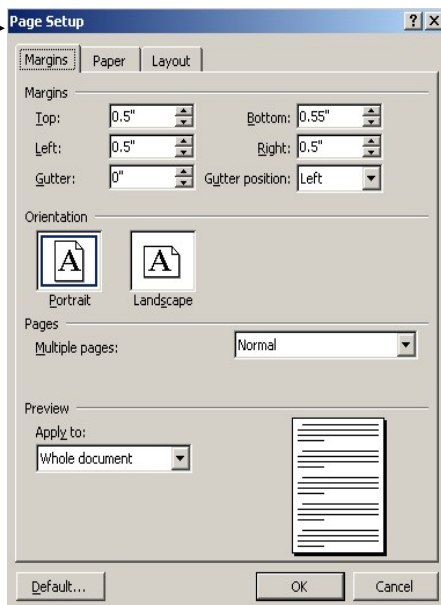 Page Setup
Margins Paper Layout
Margins
Top: 0.5" Bottom: 0.55"
Left: 0.5" Right: 0.5"
Gutter: 0" Gutter position: Left
Orientation
A A
Portrait Landscape
Pages
Multiple pages: Normal
Preview
Apply to:
Whole document
Default... OK Cancel